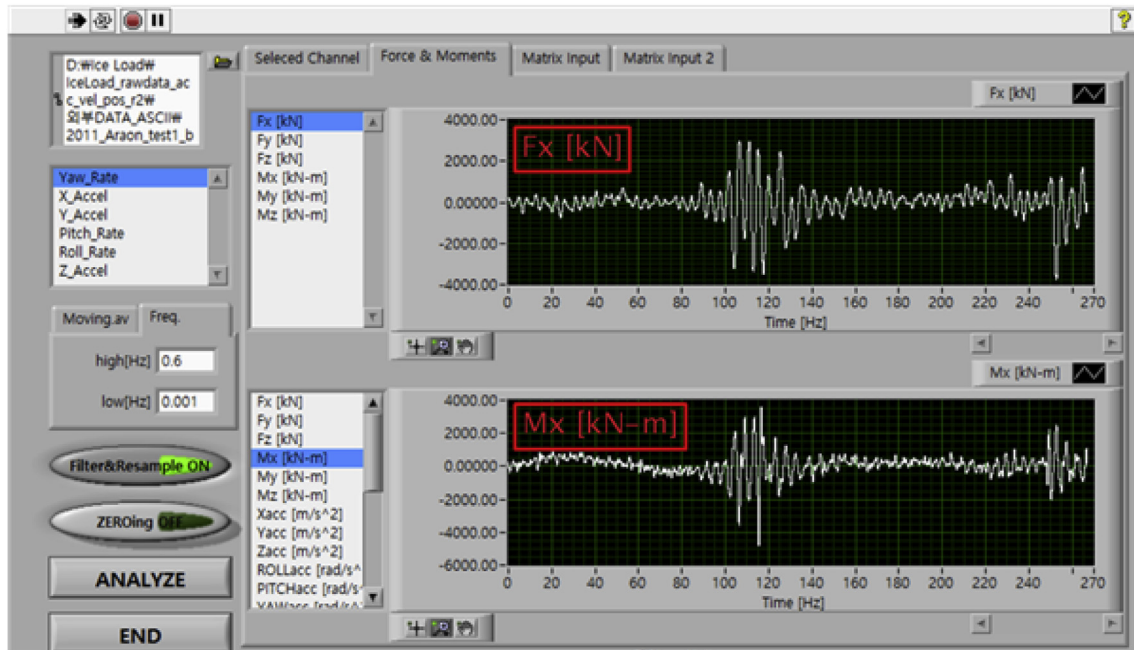 D:₩Ice Load₩
IceLoad_rawdata_ac
c_vel_pos_r2₩
외부DATA_ASCII₩
2011_Araon_test1_b
Yaw_Rate
X_Accel
Y_Accel
Pitch_Rate
Roll_Rate
Z_Accel
Moving.av
Freq.
high[Hz] 0.6
low[Hz] 0.001
Filter&Resample ON
ZEROing OFF
ANALYZE
END
Seleced Channel
Force & Moments
Matrix Input
Matrix Input 2
Fx [kN]
Fx [kN]
Fy [kN]
Fz [kN]
Mx [kN-m]
My [kN-m]
Mz [kN-m]
Fx [kN]
4000.00
2000.00
0.00000
-2000.00
-4000.00
0 20 40 60 80 100 120 140 160 180 200 220 240 270
Time [Hz]
Mx [kN-m]
Fx [kN]
Fy [kN]
Fz [kN]
Mx [kN-m]
My [kN-m]
Mz [kN-m]
Xacc [m/s^2]
Yacc [m/s^2]
Zacc [m/s^2]
ROLLacc [rad/s^
PITCHacc [rad/s^
YAWacc [rad/s^
Mx [kN-m]
4000.00
2000.00
0.00000
-2000.00
-4000.00
-6000.00
0 20 40 60 80 100 120 140 160 180 200 220 240 270
Time [Hz]
?